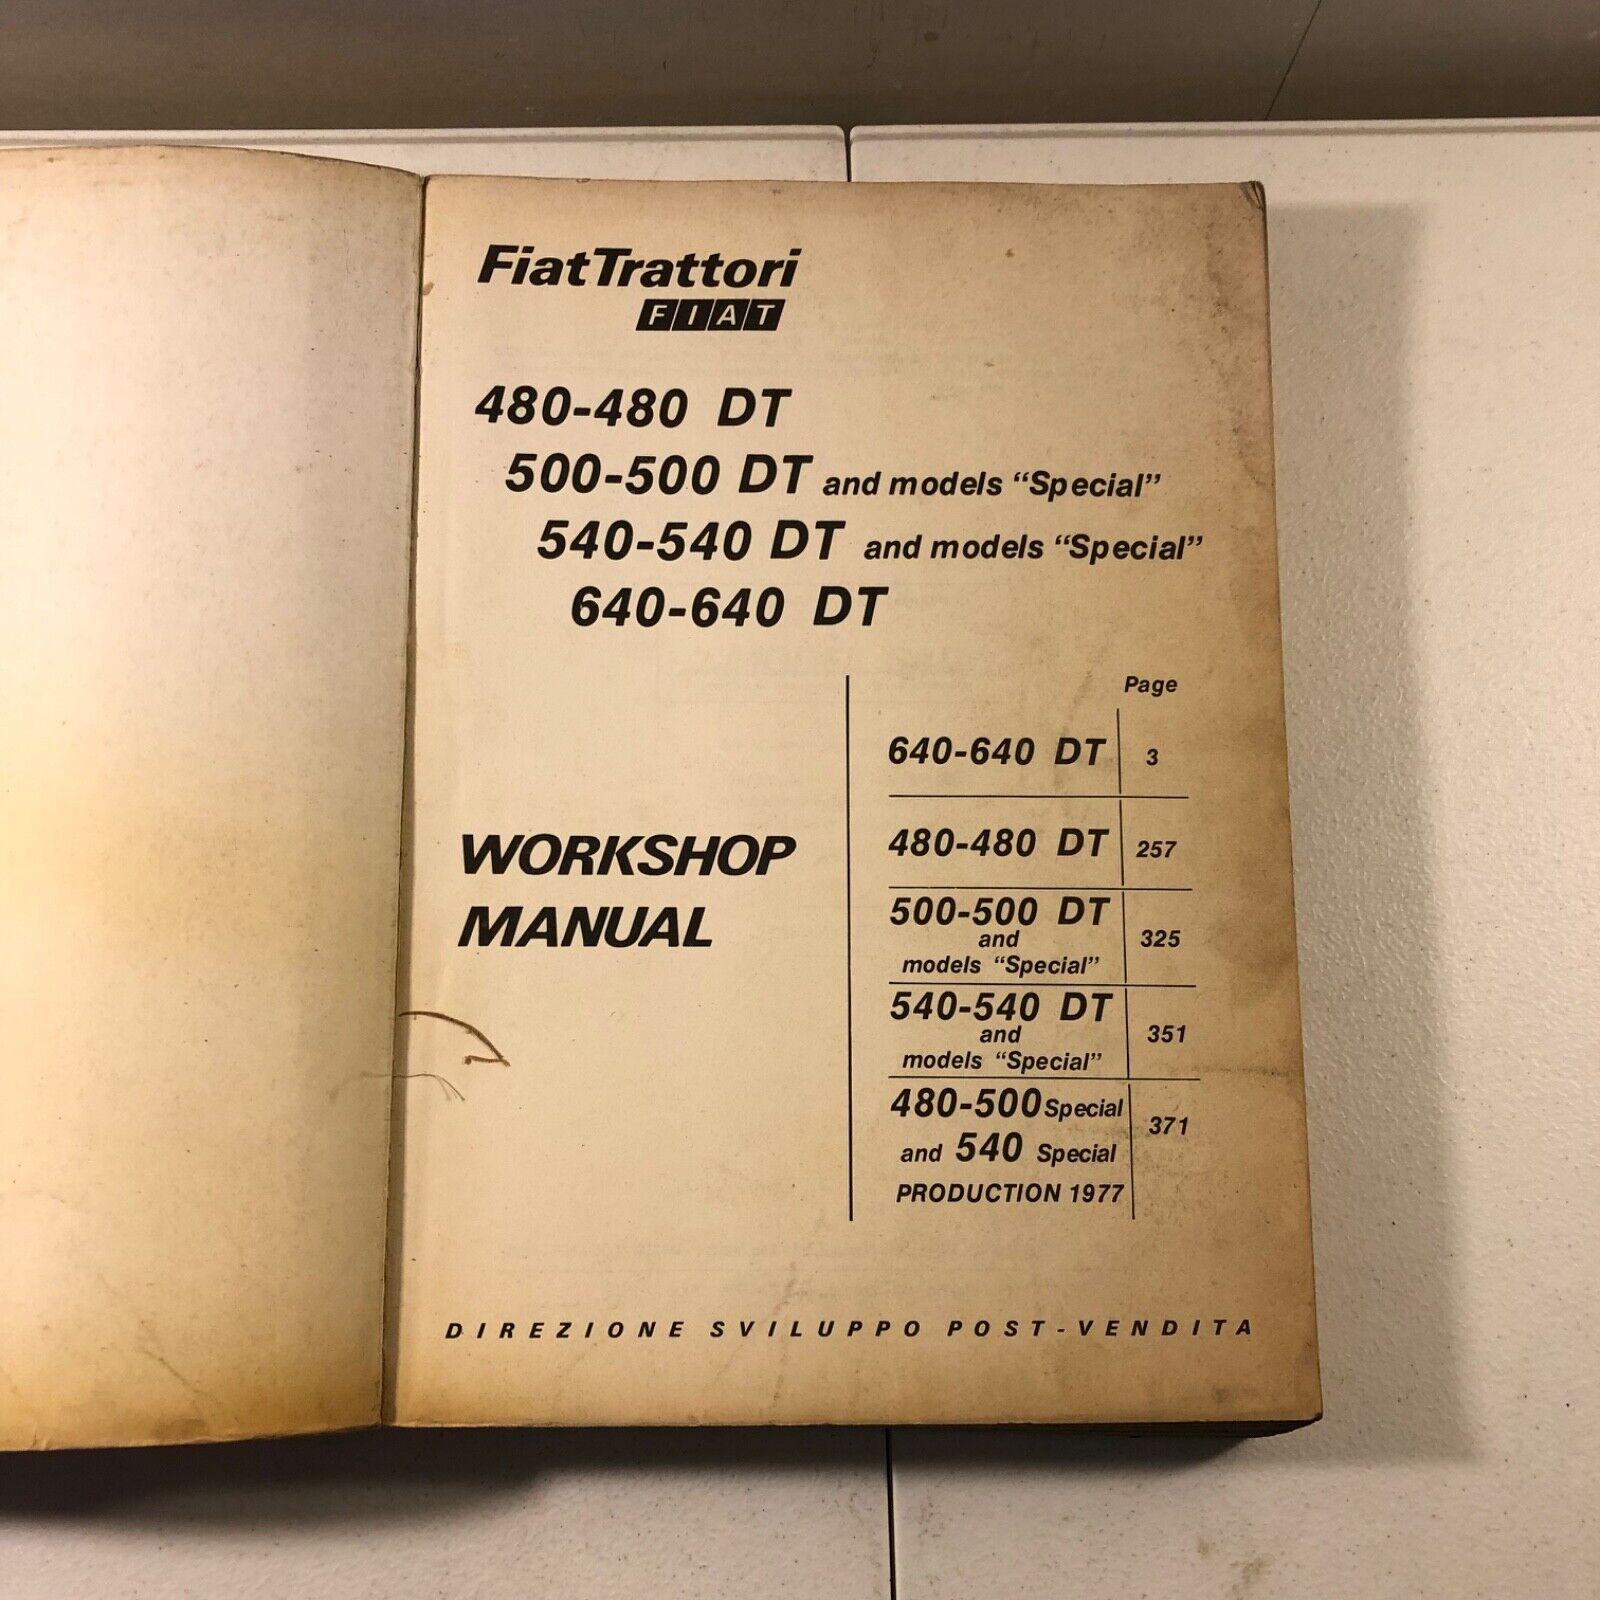 FiatTrattori
FIAT
480-480 DT
500-500 DT and models “Special”
540-540 DT and models “Special”
640-640 DT
WORKSHOP
MANUAL
Page
640-640 DT 3
480-480 DT 257
500-500 DT
and
models “Special”
325
540-540 DT
and
models “Special”
351
480-500 Special
and 540 Special
371
PRODUCTION 1977
DIREZIONE SVILUPPO POST-VENDITA